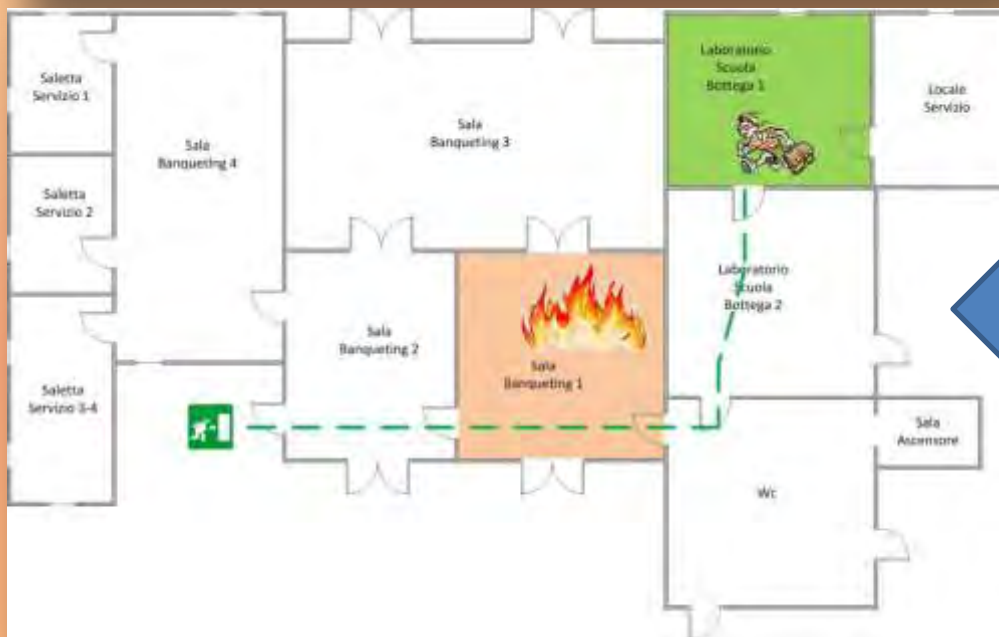 Saletta
Servizio 1
Saletta
Servizio 2
Saletta
Servizio 3-4
Sala
Banqueting 4
Sala
Banqueting 3
Sala
Banqueting 2
Sala
Banqueting 1
Laboratorio
Scuola
Bottega 1
Locale
Servizio
Laboratorio
Scuola
Bottega 2
Sala
Ascensore
Wc